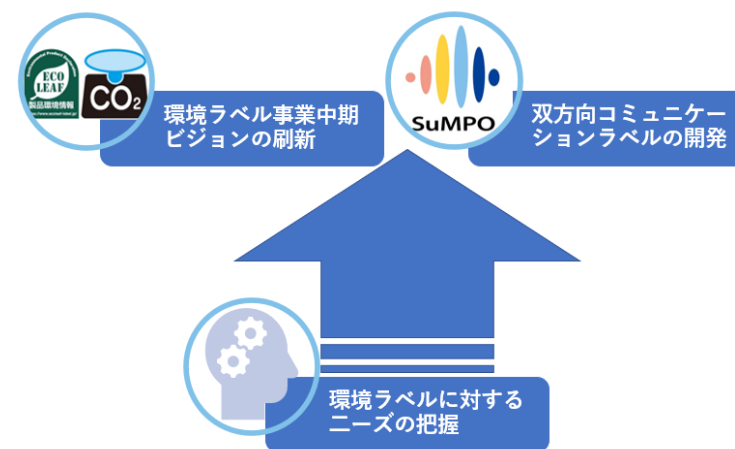 ECO
LEAF
製品環境情報
CO₂
環境ラベル事業中期
ビジョンの刷新
SuMPO
双方向コミュニケー
ションラベルの開発
環境ラベルに対する
ニーズの把握